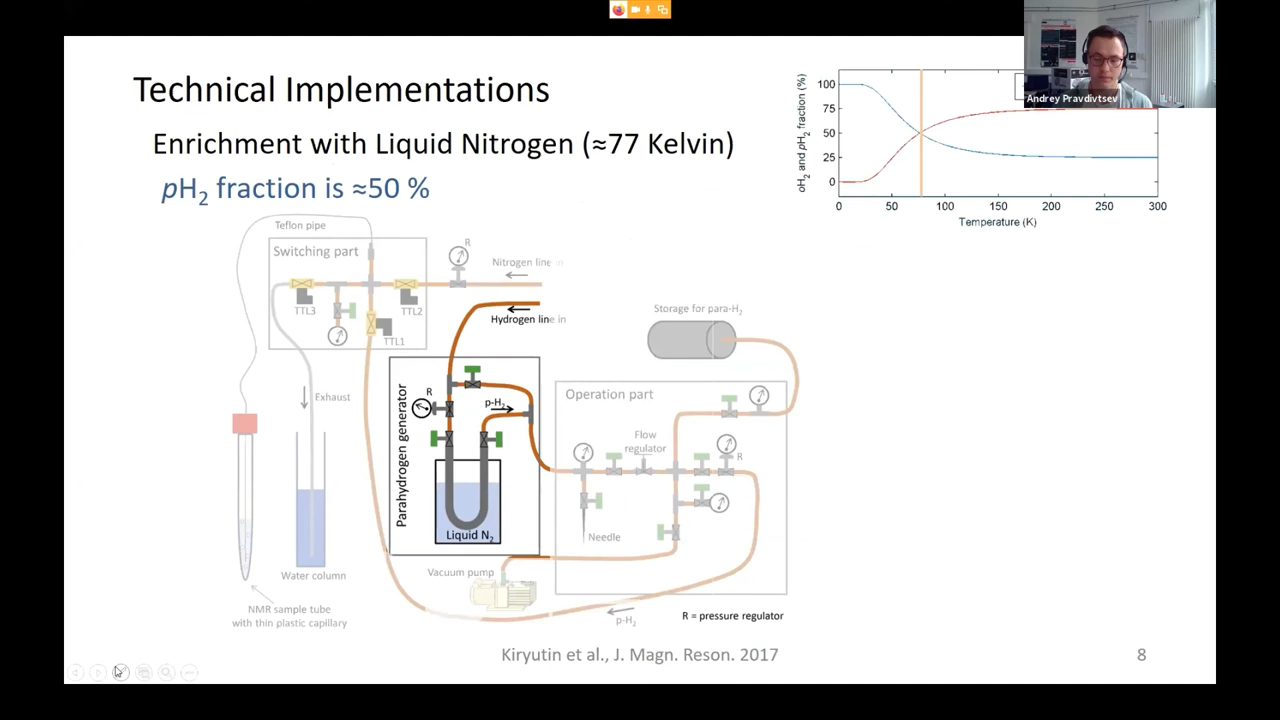 Technical Implementations
Enrichment with Liquid Nitrogen (≈77 Kelvin)
pH₂ fraction is ≈50 %
Andrey Pravdivtsev
oH₂ and pH₂ fraction (%)
100
75
50
25
0
0
50
100
150
200
250
300
Temperature (K)
Teflon pipe
Switching part
R
Nitrogen line in
TTL3
TTL2
Hydrogen line in
TTL1
Storage for para-H₂
Exhaust
Parahydrogen generator
R
p-H₂
Operation part
Flow
regulator
R
Liquid N₂
Needle
Water column
Vacuum pump
NMR sample tube
with thin plastic capillary
p-H₂
R = pressure regulator
Kiryutin et al., J. Magn. Reson. 2017
8